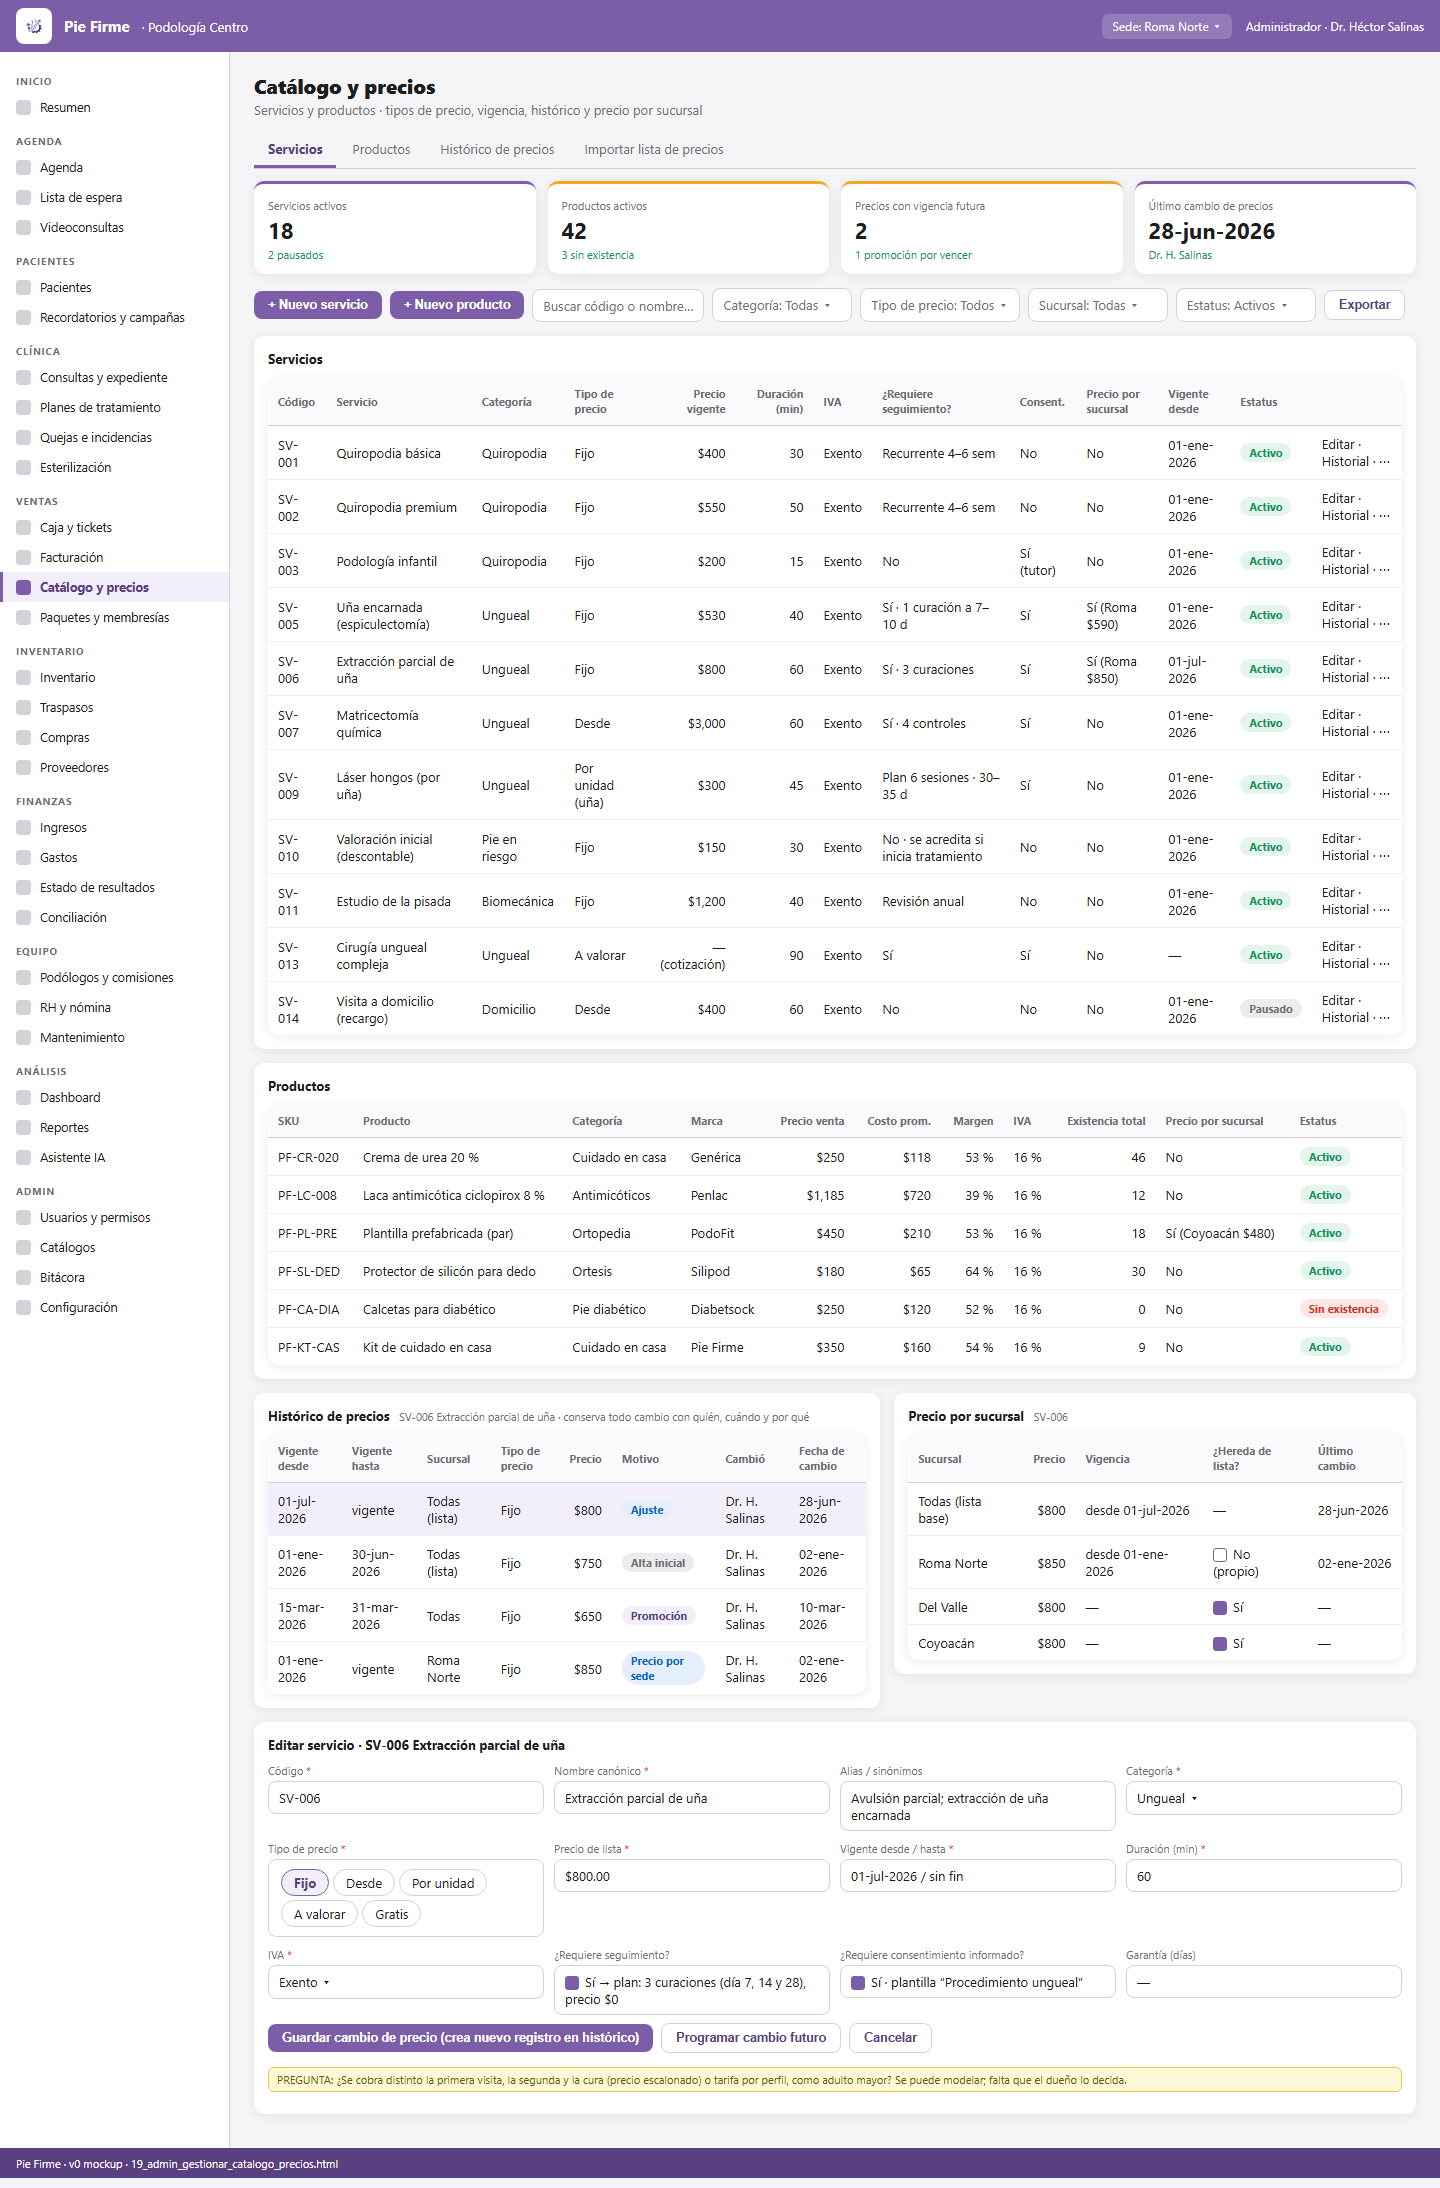 Pie Firme · Podología Centro
Sede: Roma Norte ▾
Administrador · Dr. Héctor Salinas
INICIO
Resumen
AGENDA
Agenda
Lista de espera
Videoconsultas
PACIENTES
Pacientes
Recordatorios y campañas
CLÍNICA
Consultas y expediente
Planes de tratamiento
Quejas e incidencias
Esterilización
VENTAS
Caja y tickets
Facturación
Catálogo y precios
Paquetes y membresías
INVENTARIO
Inventario
Traspasos
Compras
Proveedores
FINANZAS
Ingresos
Gastos
Estado de resultados
Conciliación
EQUIPO
Podólogos y comisiones
RH y nómina
Mantenimiento
ANÁLISIS
Dashboard
Reportes
Asistente IA
ADMIN
Usuarios y permisos
Catálogos
Bitácora
Configuración
Catálogo y precios
Servicios y productos · tipos de precio, vigencia, histórico y precio por sucursal
Servicios Productos Histórico de precios Importar lista de precios
Servicios activos
18
2 pausados
Productos activos
42
3 sin existencia
Precios con vigencia futura
2
1 promoción por vencer
Último cambio de precios
28-jun-2026
Dr. H. Salinas
+ Nuevo servicio + Nuevo producto Buscar código o nombre... Categoría: Todas ▾ Tipo de precio: Todos ▾ Sucursal: Todas ▾ Estatus: Activos ▾ Exportar
Servicios
Código Servicio Categoría Tipo de precio Precio vigente Duración (min) IVA ¿Requiere seguimiento? Consent. Precio por sucursal Vigente desde Estatus
SV-001 Quiropodia básica Quiropodia Fijo $400 30 Exento Recurrente 4–6 sem No No 01-ene-2026 Activo Editar · Historial · ···
SV-002 Quiropodia premium Quiropodia Fijo $550 50 Exento Recurrente 4–6 sem No No 01-ene-2026 Activo Editar · Historial · ···
SV-003 Podología infantil Quiropodia Fijo $200 15 Exento No Sí (tutor) No 01-ene-2026 Activo Editar · Historial · ···
SV-005 Uña encarnada (espiculectomía) Ungueal Fijo $530 40 Exento Sí · 1 curación a 7–10 d Sí Sí (Roma $590) 01-ene-2026 Activo Editar · Historial · ···
SV-006 Extracción parcial de uña Ungueal Fijo $800 60 Exento Sí · 3 curaciones Sí Sí (Roma $850) 01-jul-2026 Activo Editar · Historial · ···
SV-007 Matricectomía química Ungueal Desde $3,000 60 Exento Sí · 4 controles Sí No 01-ene-2026 Activo Editar · Historial · ···
SV-009 Láser hongos (por uña) Ungueal Por unidad (uña) $300 45 Exento Plan 6 sesiones · 30–35 d Sí No 01-ene-2026 Activo Editar · Historial · ···
SV-010 Valoración inicial (descontable) Pie en riesgo Fijo $150 30 Exento No · se acredita si inicia tratamiento No No 01-ene-2026 Activo Editar · Historial · ···
SV-011 Estudio de la pisada Biomecánica Fijo $1,200 40 Exento Revisión anual No No 01-ene-2026 Activo Editar · Historial · ···
SV-013 Cirugía ungueal compleja Ungueal A valorar — (cotización) 90 Exento Sí Sí No — Activo Editar · Historial · ···
SV-014 Visita a domicilio (recargo) Domicilio Desde $400 60 Exento No No No 01-ene-2026 Pausado Editar · Historial · ···
Productos
SKU Producto Categoría Marca Precio venta Costo prom. Margen IVA Existencia total Precio por sucursal Estatus
PF-CR-020 Crema de urea 20 % Cuidado en casa Genérica $250 $118 53 % 16 % 46 No Activo
PF-LC-008 Laca antimicótica ciclopirox 8 % Antimicóticos Penlac $1,185 $720 39 % 16 % 12 No Activo
PF-PL-PRE Plantilla prefabricada (par) Ortopedia PodoFit $450 $210 53 % 16 % 18 Sí (Coyoacán $480) Activo
PF-SL-DED Protector de silicón para dedo Ortesis Silipod $180 $65 64 % 16 % 30 No Activo
PF-CA-DIA Calcetas para diabético Pie diabético Diabetsock $250 $120 52 % 16 % 0 No Sin existencia
PF-KT-CAS Kit de cuidado en casa Cuidado en casa Pie Firme $350 $160 54 % 16 % 9 No Activo
Histórico de precios SV-006 Extracción parcial de uña · conserva todo cambio con quién, cuándo y por qué
Vigente desde Vigente hasta Sucursal Tipo de precio Precio Motivo Cambió Fecha de cambio
01-jul-2026 vigente Todas (lista) Fijo $800 Ajuste Dr. H. Salinas 28-jun-2026
01-ene-2026 30-jun-2026 Todas (lista) Fijo $750 Alta inicial Dr. H. Salinas 02-ene-2026
15-mar-2026 31-mar-2026 Todas Fijo $650 Promoción Dr. H. Salinas 10-mar-2026
01-ene-2026 vigente Roma Norte Fijo $850 Precio por sede Dr. H. Salinas 02-ene-2026
Precio por sucursal SV-006
Sucursal Precio Vigencia ¿Hereda de lista? Último cambio
Todas (lista base) $800 desde 01-jul-2026 — 28-jun-2026
Roma Norte $850 desde 01-ene-2026 No (propio) 02-ene-2026
Del Valle $800 — Sí —
Coyoacán $800 — Sí —
Editar servicio · SV-006 Extracción parcial de uña
Código * Nombre canónico * Alias / sinónimos Categoría *
SV-006 Extracción parcial de uña Avulsión parcial; extracción de uña encarnada Ungueal ▾
Tipo de precio * Precio de lista * Vigente desde / hasta * Duración (min) *
Fijo Desde Por unidad A valorar Gratis $800.00 01-jul-2026 / sin fin 60
IVA * ¿Requiere seguimiento? ¿Requiere consentimiento informado? Garantía (días)
Exento ▾ Sí → plan: 3 curaciones (día 7, 14 y 28), precio $0 Sí · plantilla “Procedimiento ungueal” —
Guardar cambio de precio (crea nuevo registro en histórico) Programar cambio futuro Cancelar
PREGUNTA: ¿Se cobra distinto la primera visita, la segunda y la cura (precio escalonado) o tarifa por perfil, como adulto mayor? Se puede modelar; falta que el dueño lo decida.
Pie Firme · v0 mockup · 19_admin_gestionar_catalogo_precios.html